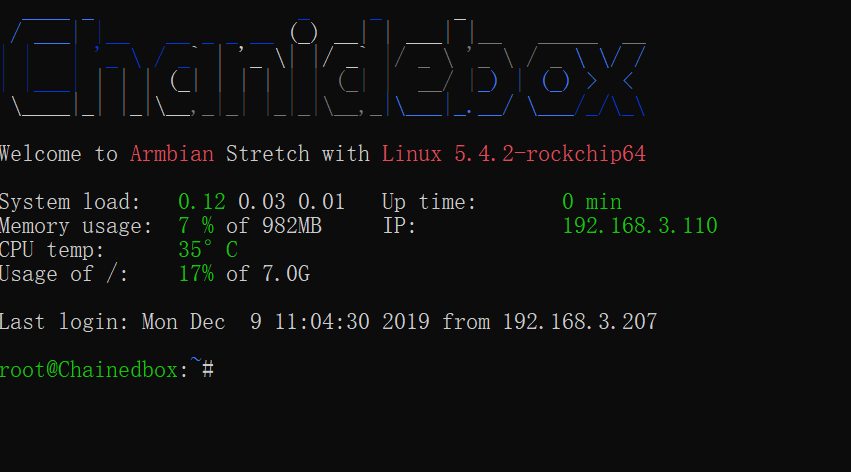 Chanidebox
Welcome to Armbian Stretch with Linux 5.4.2-rockchip64
System load: 0.12 0.03 0.01 Up time: 0 min
Memory usage: 7 % of 982MB IP: 192.168.3.110
CPU temp: 35° C
Usage of /: 17% of 7.0G
Last login: Mon Dec 9 11:04:30 2019 from 192.168.3.207
root@Chainedbox:~#